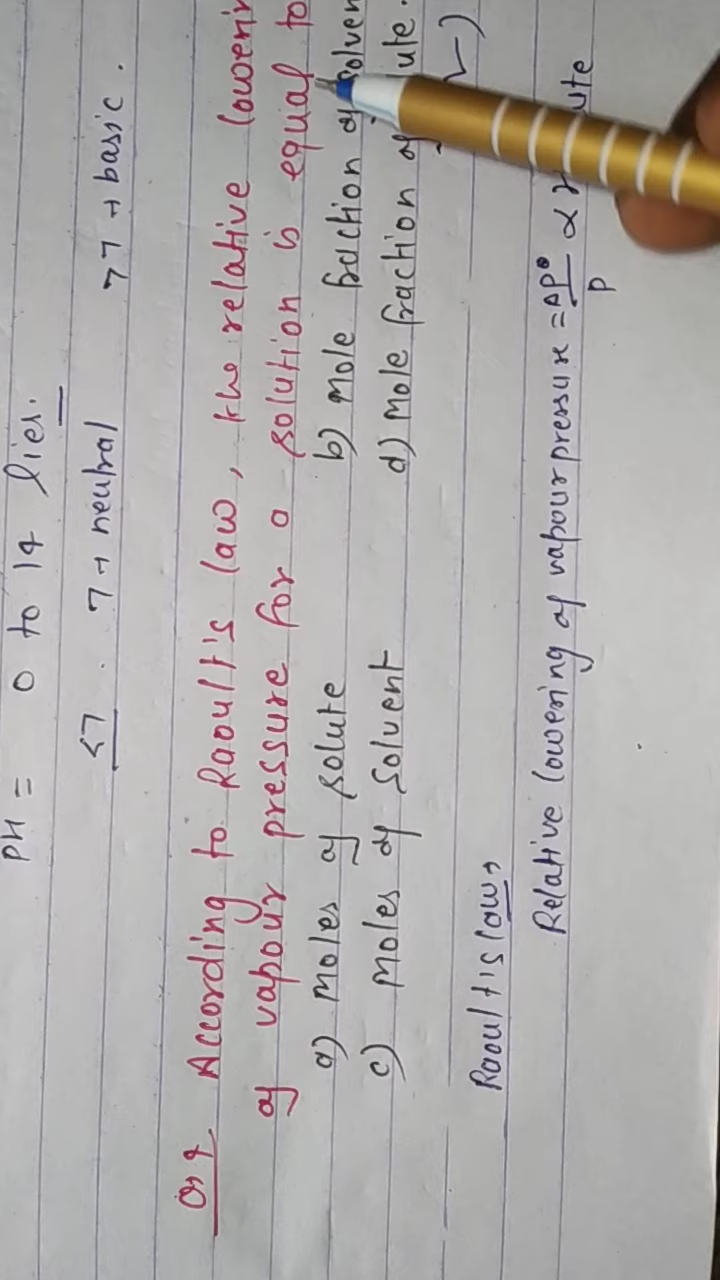 PH = 0 to 14 lies.
<7 . 7 → neutral >7 → basic .
Q.9 According to Raoult's law, the relative lowerin
of vapour pressure for a solution is equal to
a) Moles of solute b) Mole fraction of solven
c) Moles of solvent d) Mole fraction of lute.
Raoult's law→
Relative lowering of vapour pressure = ΔP° ∝ ute
P